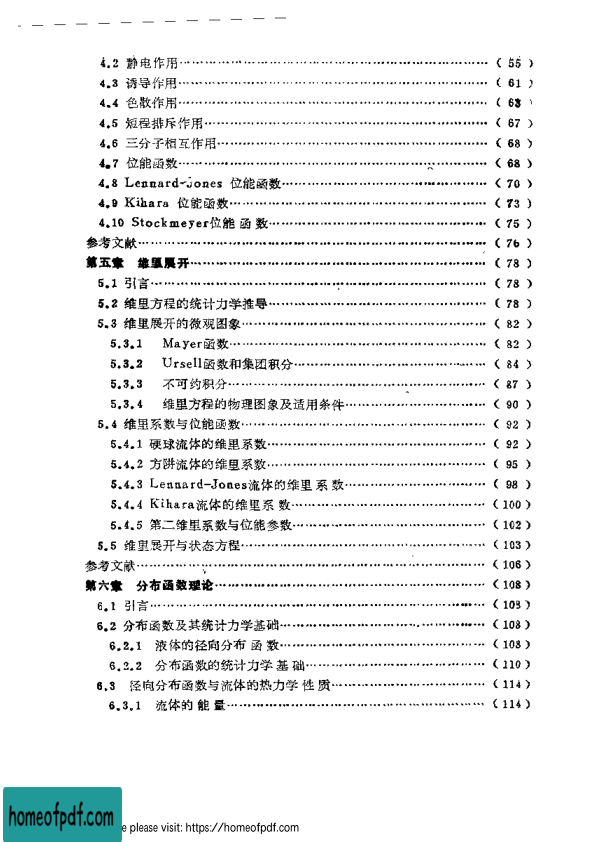 4.2 静电作用 ( 55 )
4.3 诱导作用 ( 61 )
4.4 色散作用 ( 63 )
4.5 短程排斥作用 ( 67 )
4.6 三分子相互作用 ( 68 )
4.7 位能函数 ( 68 )
4.8 Lennard-Jones 位能函数 ( 70 )
4.9 Kihara 位能函数 ( 73 )
4.10 Stockmeyer位能函数 ( 75 )
参考文献 ( 76 )
第五章 维里展开 ( 78 )
5.1 引言 ( 78 )
5.2 维里方程的统计力学推导 ( 78 )
5.3 维里展开的微观图象 ( 82 )
5.3.1 Mayer函数 ( 82 )
5.3.2 Ursell函数和集团积分 ( 84 )
5.3.3 不可约积分 ( 87 )
5.3.4 维里方程的物理图象及适用条件 ( 90 )
5.4 维里系数与位能函数 ( 92 )
5.4.1 硬球流体的维里系数 ( 92 )
5.4.2 方阱流体的维里系数 ( 95 )
5.4.3 Lennard-Jones流体的维里系数 ( 98 )
5.4.4 Kihara流体的维里系数 ( 100 )
5.4.5 第二维里系数与位能参数 ( 102 )
5.5 维里展开与状态方程 ( 103 )
参考文献 ( 106 )
第六章 分布函数理论 ( 108 )
6.1 引言 ( 108 )
6.2 分布函数及其统计力学基础 ( 108 )
6.2.1 液体的径向分布函数 ( 108 )
6.2.2 分布函数的统计力学基础 ( 110 )
6.3 径向分布函数与流体的热力学性质 ( 114 )
6.3.1 流体的能量 ( 114 )
homeofpdf.com
e please visit: https://homeofpdf.com